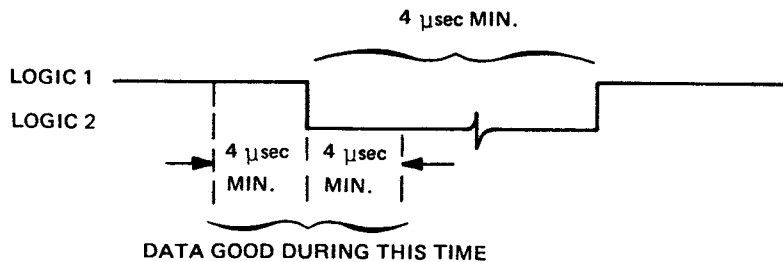 4 μsec MIN.
LOGIC 1
LOGIC 2
4 μsec MIN.
4 μsec MIN.
DATA GOOD DURING THIS TIME